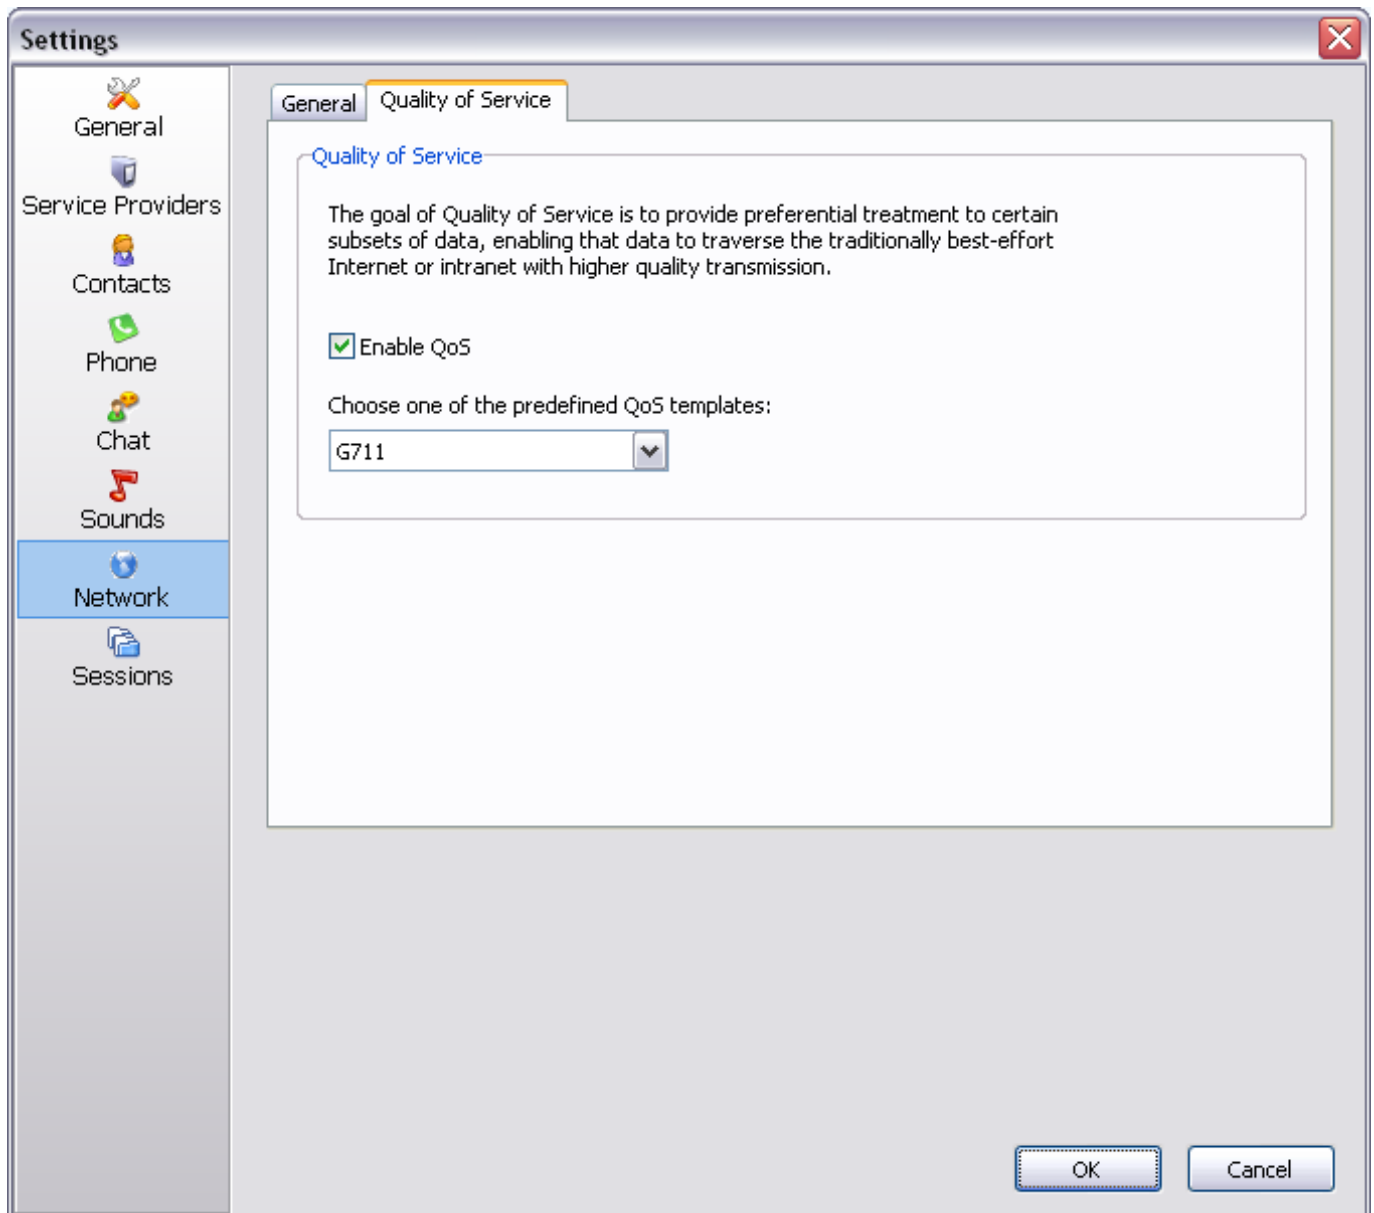 Settings
General
Service Providers
Contacts
Phone
Chat
Sounds
Network
Sessions
General
Quality of Service
Quality of Service
The goal of Quality of Service is to provide preferential treatment to certain
subsets of data, enabling that data to traverse the traditionally best-effort
Internet or intranet with higher quality transmission.
Enable QoS
Choose one of the predefined QoS templates:
G711
OK
Cancel